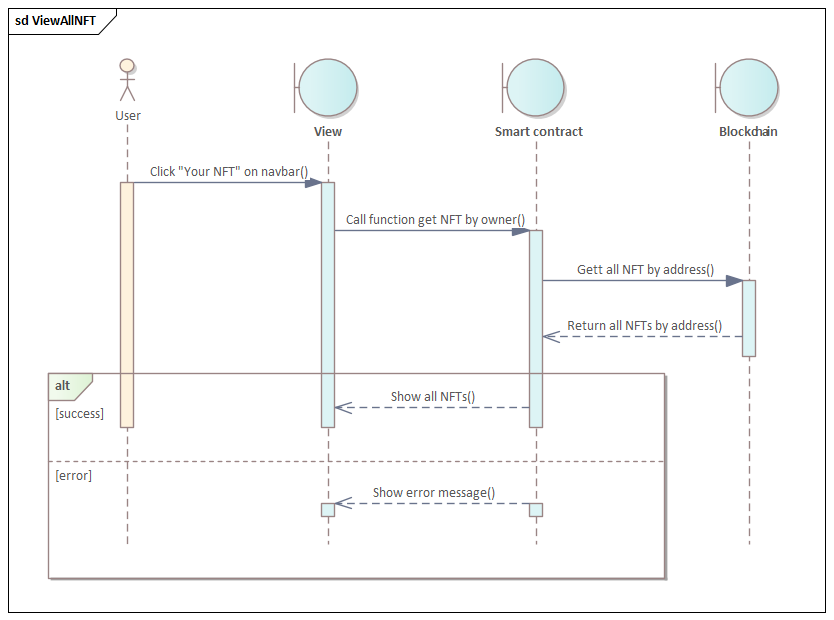 sd ViewAllNFT
User
View
Smart contract
Blockchain
Click "Your NFT" on navbar()
Call function get NFT by owner()
Gett all NFT by address()
Return all NFTs by address()
alt
[success]
Show all NFTs()
[error]
Show error message()